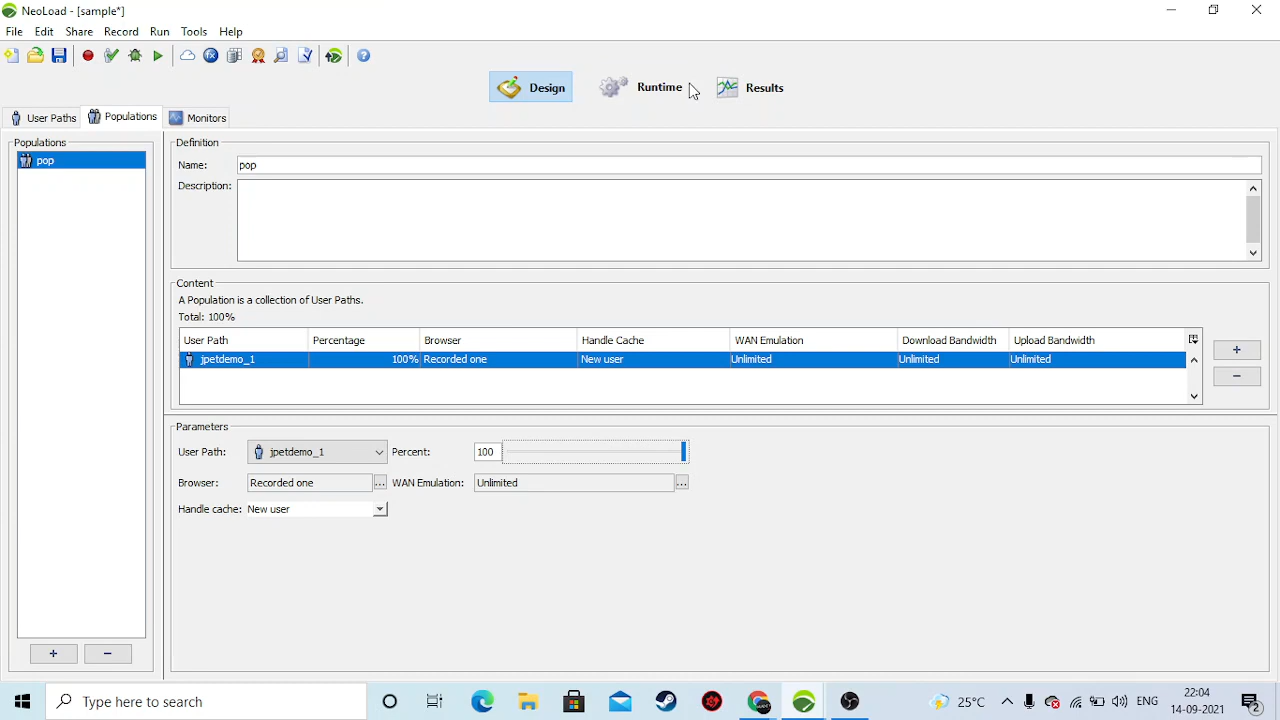 NeoLoad - [sample*]
File Edit Share Record Run Tools Help
Design Runtime Results
User Paths Populations Monitors
Populations
pop
Definition
Name: pop
Description:
Content
A Population is a collection of User Paths.
Total: 100%
User Path Percentage Browser Handle Cache WAN Emulation Download Bandwidth Upload Bandwidth
jpetdemo_1 100% Recorded one New user Unlimited Unlimited Unlimited
Parameters
User Path: jpetdemo_1 Percent: 100
Browser: Recorded one ... WAN Emulation: Unlimited ...
Handle cache: New user
Type here to search
25°C
ENG
22:04
14-09-2021
2